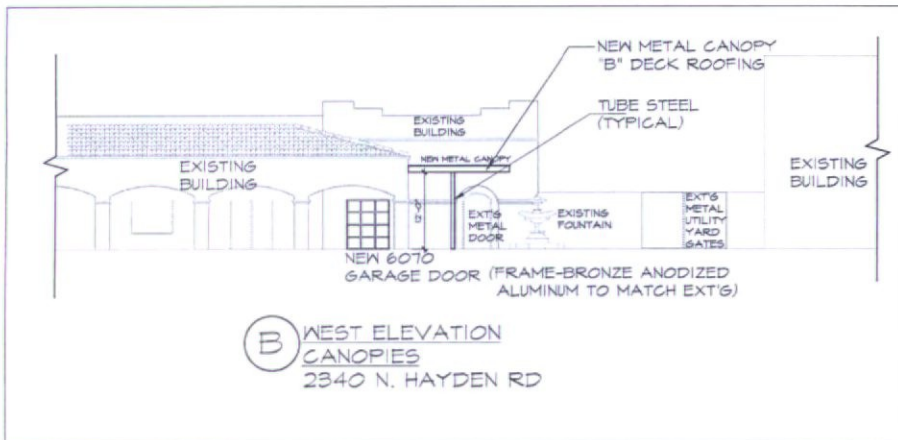 NEW METAL CANOPY
"B" DECK ROOFING
TUBE STEEL
(TYPICAL)
EXISTING
BUILDING
NEW METAL CANOPY
EXISTING
BUILDING
EXISTING
BUILDING
EXT'G
METAL
DOOR
EXISTING
FOUNTAIN
EXT'G
METAL
UTILITY
YARD
GATES
NEW 6070
GARAGE DOOR (FRAME-BRONZE ANODIZED
ALUMINUM TO MATCH EXT'G)
B
WEST ELEVATION
CANOPIES
2340 N. HAYDEN RD